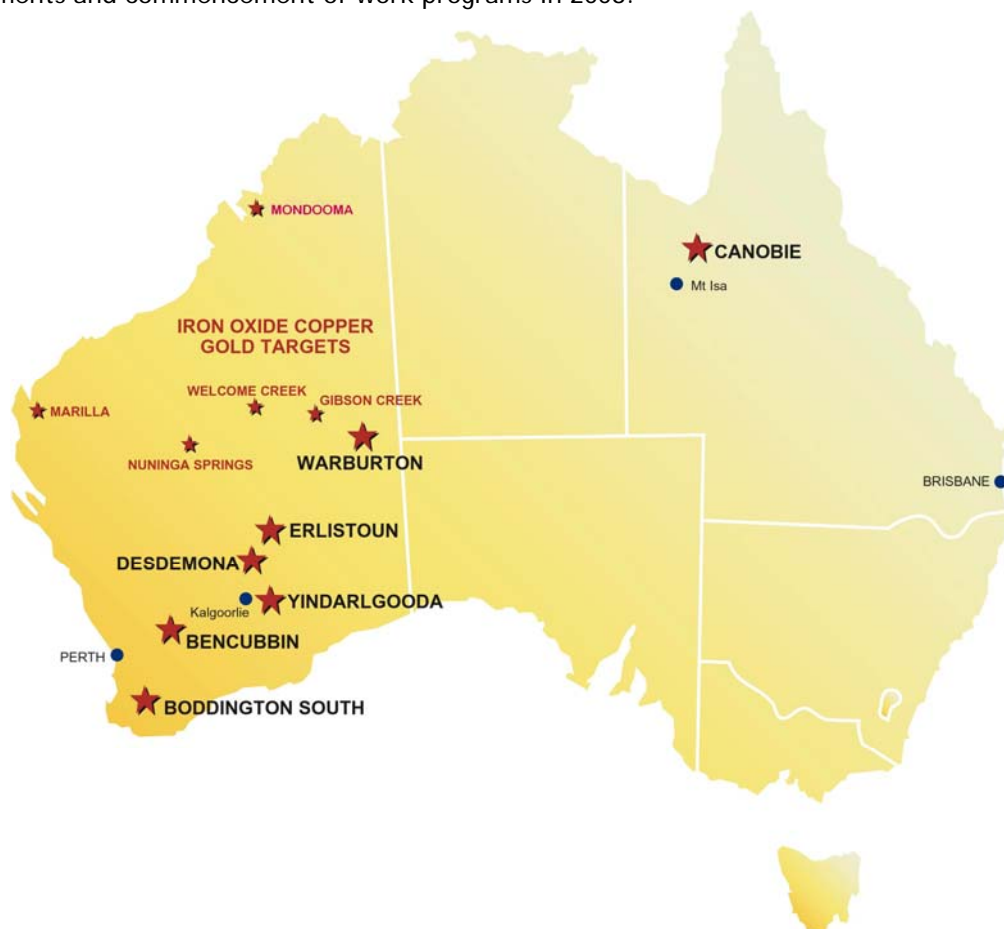 MONDOOMA
CANOBIE
Mt Isa
IRON OXIDE COPPER
GOLD TARGETS
WELCOME CREEK
GIBSON CREEK
MARILLA
NUNINGA SPRINGS
WARBURTON
BRISBANE
ERLISTOUN
DESDEMONA
YINDARLGOODA
Kalgoorlie
BENCUBBIN
PERTH
BODDINGTON SOUTH